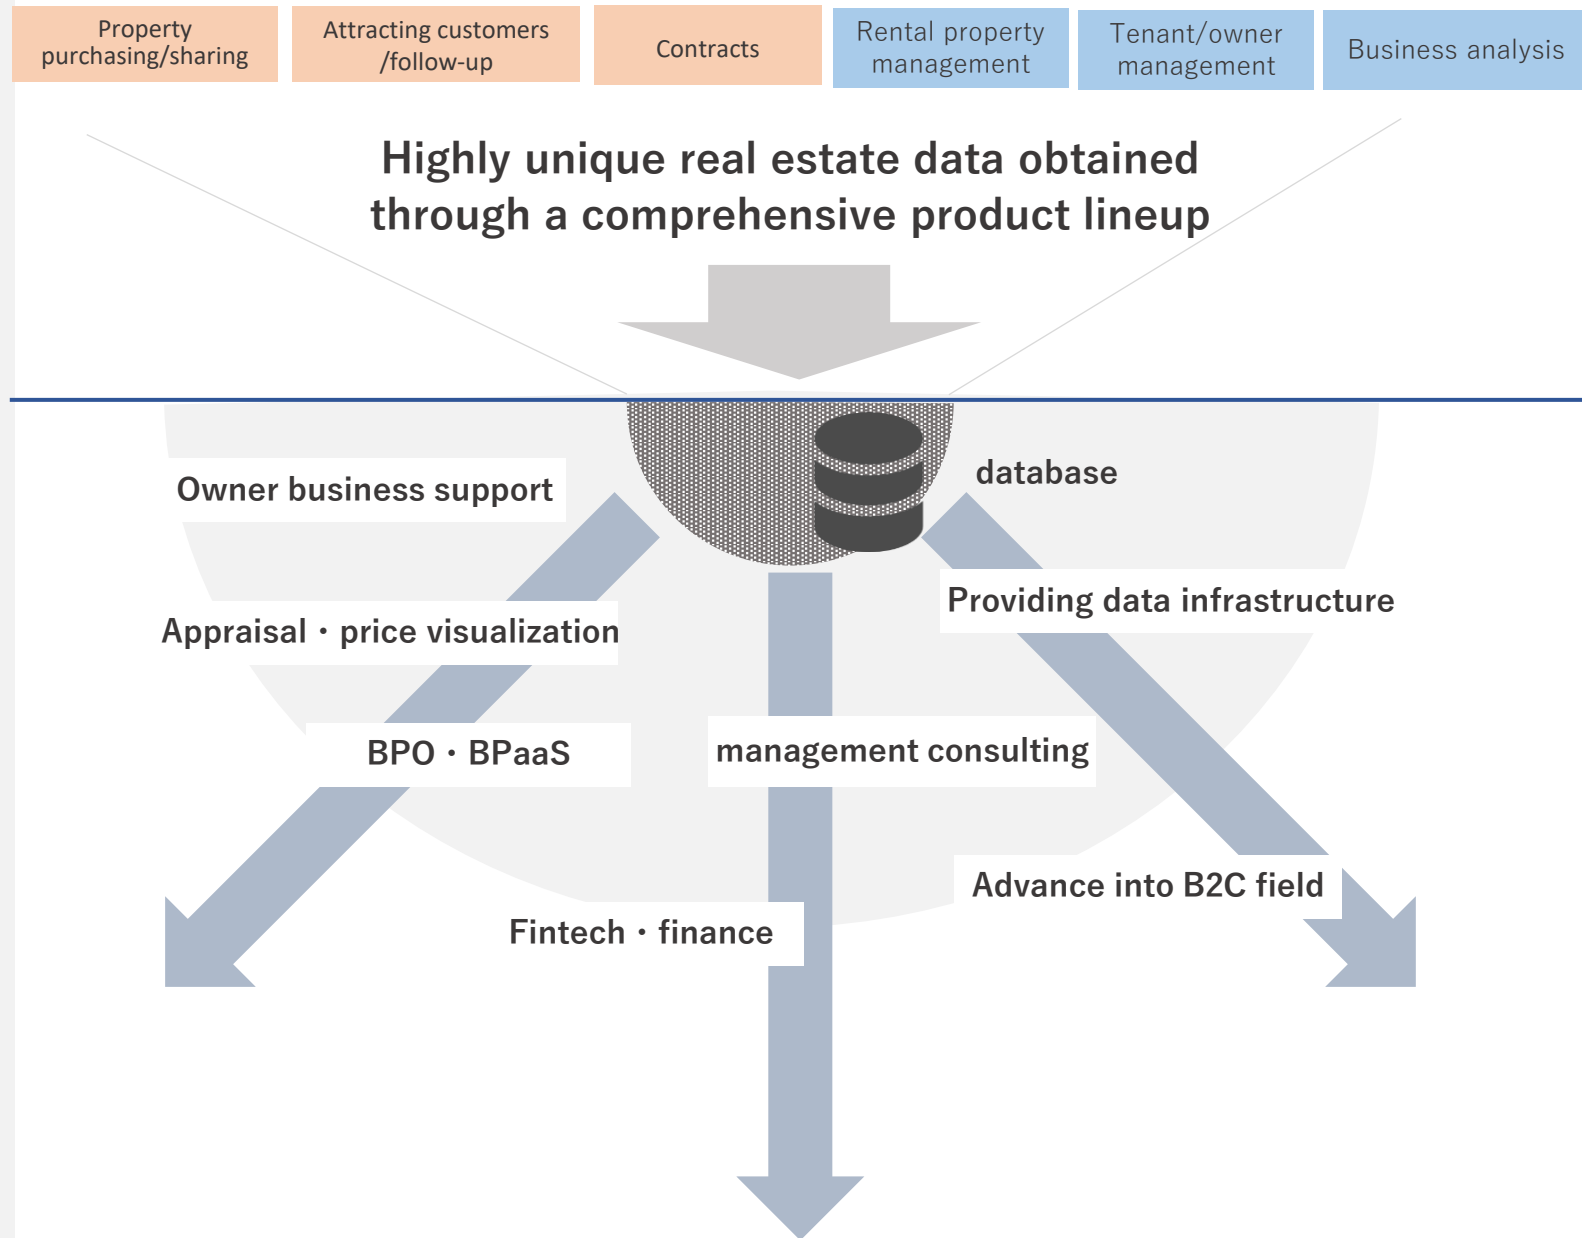 Property
purchasing/sharing
Attracting customers
/follow-up
Contracts
Rental property
management
Tenant/owner
management
Business analysis
Highly unique real estate data obtained
through a comprehensive product lineup
database
Owner business support
Providing data infrastructure
Appraisal・price visualization
BPO・BPaaS
management consulting
Advance into B2C field
Fintech・finance